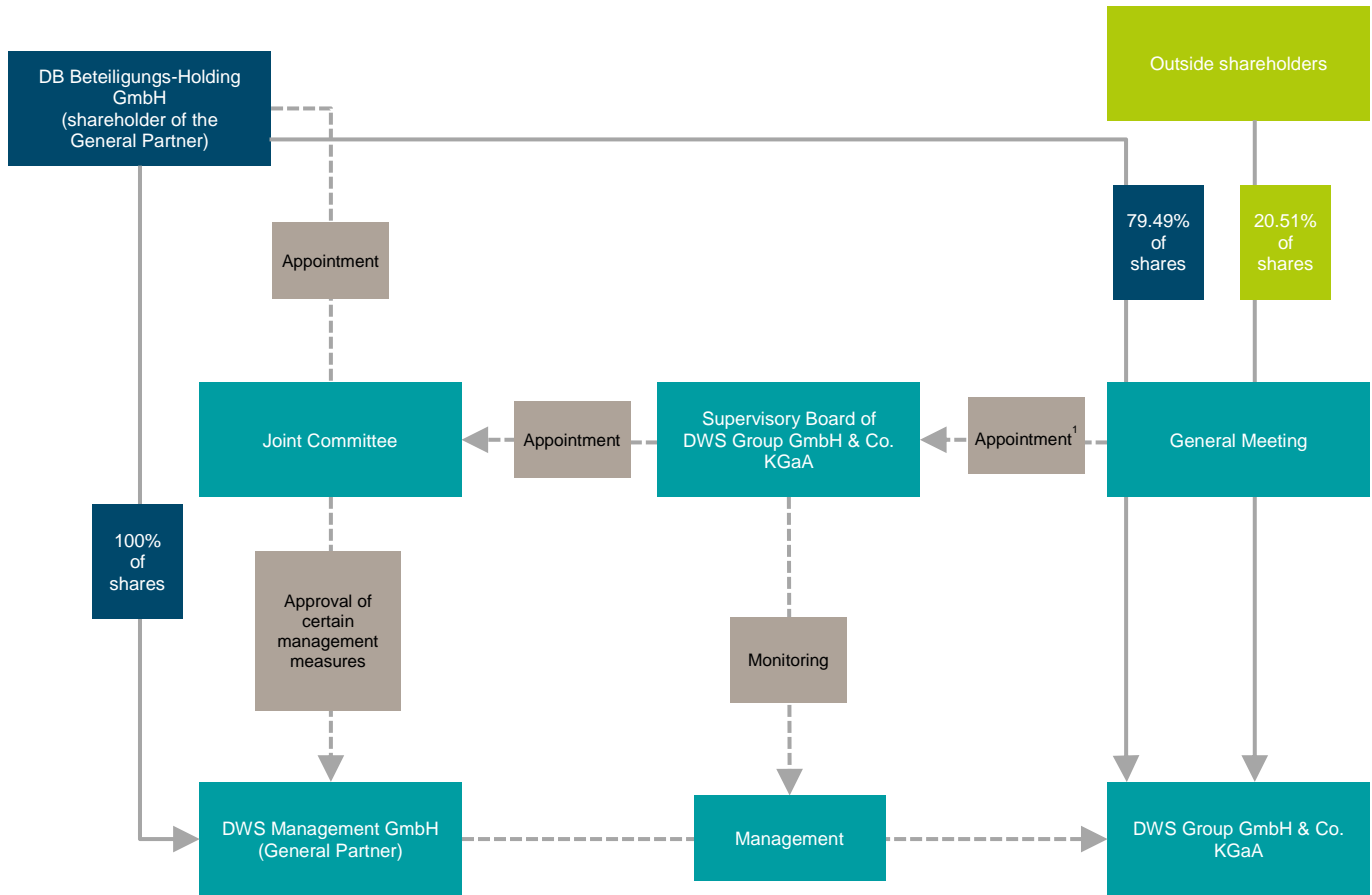 DB Beteiligungs-Holding
GmbH
(shareholder of the
General Partner)
Outside shareholders
Appointment
79.49%
of
shares
20.51%
of
shares
Joint Committee
Appointment
Supervisory Board of
DWS Group GmbH & Co.
KGaA
Appointment¹
General Meeting
100%
of
shares
Approval of
certain
management
measures
Monitoring
DWS Management GmbH
(General Partner)
Management
DWS Group GmbH & Co.
KGaA